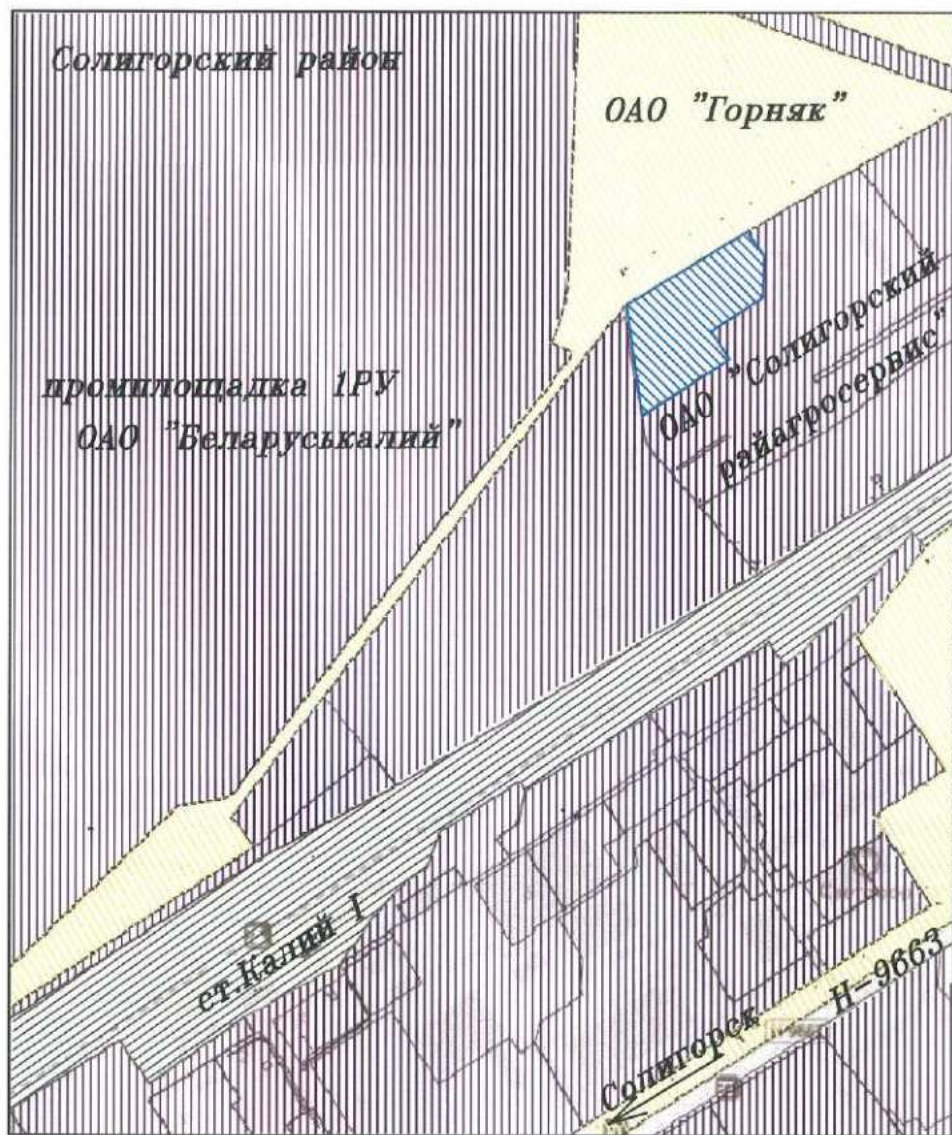 Солигорский район
ОАО "Горняк"
промплощадка 1РУ
ОАО "Беларуськалий"
ОАО "Солигорский
райагросервис"
ст.Калий I
Солигорск
Н-9663